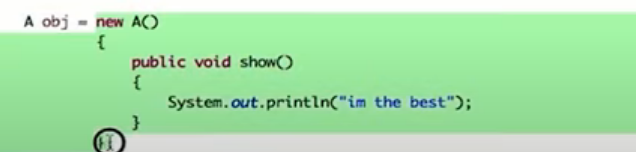 A obj = new A()
{
public void show()
{
System.out.println("im the best");
}
}